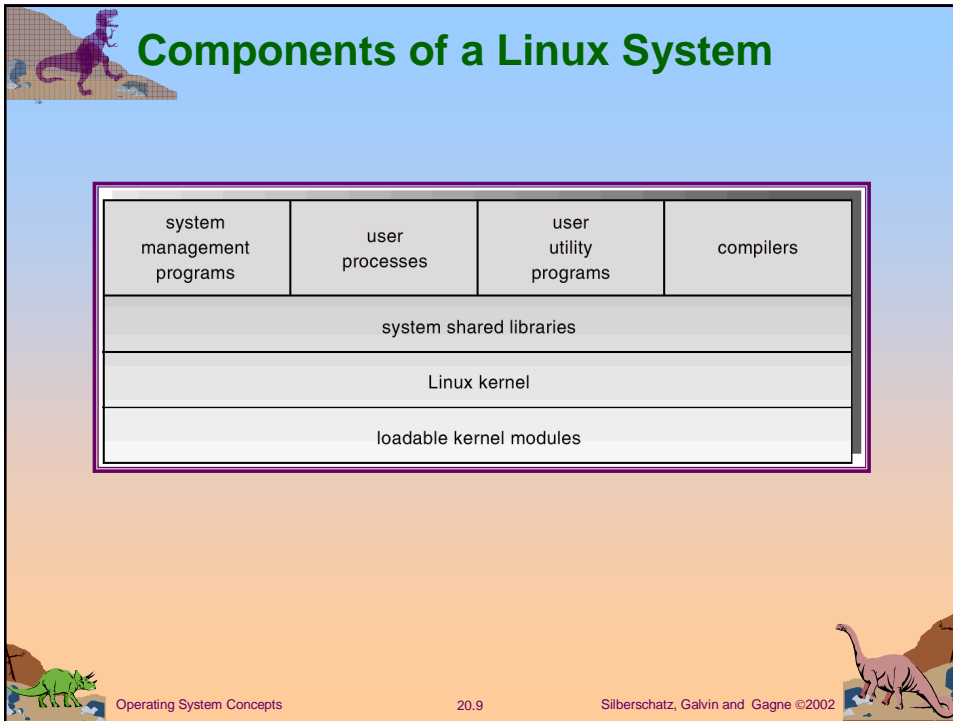 Components of a Linux System
system
management
programs
user
processes
user
utility
programs
compilers
system shared libraries
Linux kernel
loadable kernel modules
Operating System Concepts
20.9
Silberschatz, Galvin and Gagne ©2002